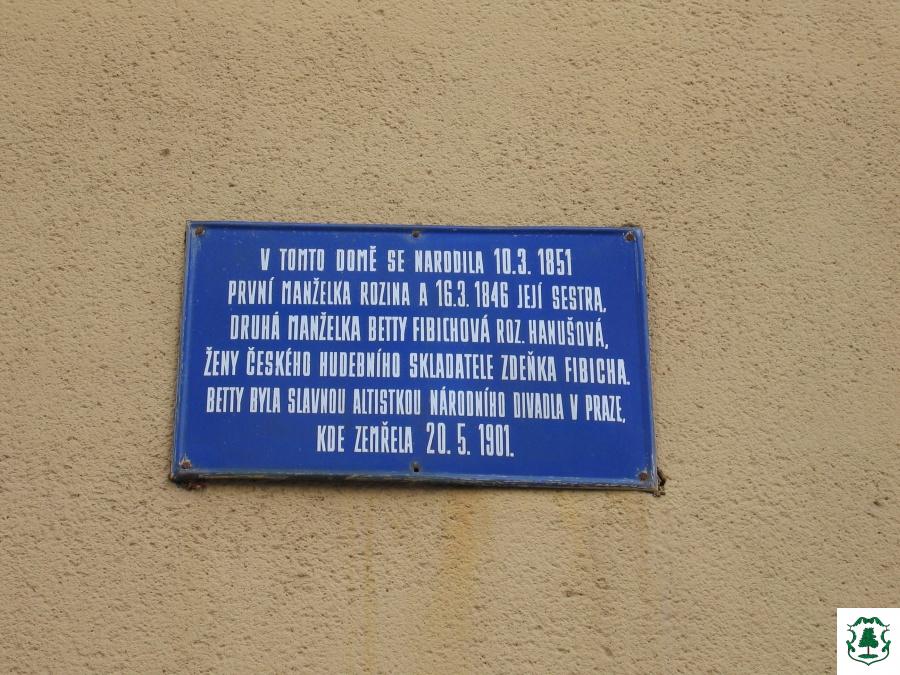 V TOMTO DOMĚ SE NARODILA 10.3. 1851
PRVNÍ MANŽELKA ROZINA A 16.3. 1846 JEJÍ SESTRA,
DRUHÁ MANŽELKA BETTY FIBICHOVÁ ROZ. HANUŠOVÁ,
ŽENY ČESKÉHO HUDEBNÍHO SKLADATELE ZDEŇKA FIBICHA.
BETTY BYLA SLAVNOU ALTISTKOU NÁRODNÍHO DIVADLA V PRAZE,
KDE ZEMŘELA 20. 5. 1901.